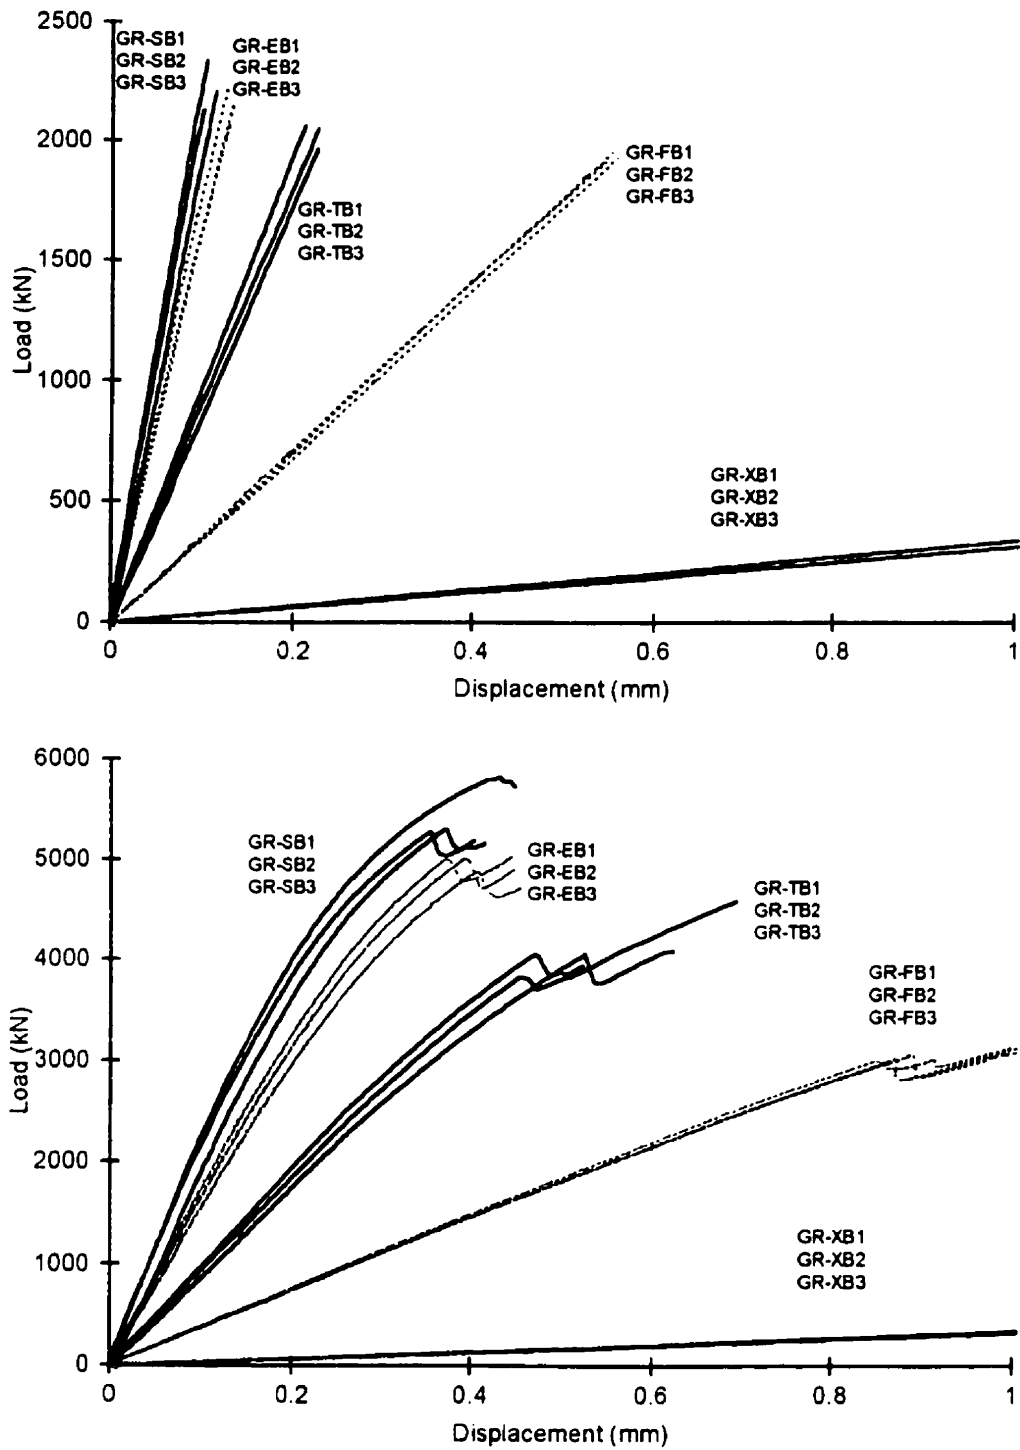 2500
GR-SB1
GR-SB2
GR-SB3
GR-EB1
GR-EB2
GR-EB3
2000
GR-FB1
GR-FB2
GR-FB3
GR-TB1
GR-TB2
GR-TB3
1500
Load (kN)
1000
GR-XB1
GR-XB2
GR-XB3
500
0
0 0.2 0.4 0.6 0.8 1
Displacement (mm)
6000
GR-SB1
GR-SB2
GR-SB3
5000
GR-EB1
GR-EB2
GR-EB3
GR-TB1
GR-TB2
GR-TB3
4000
GR-FB1
GR-FB2
GR-FB3
Load (kN)
3000
2000
GR-XB1
GR-XB2
GR-XB3
1000
0
0 0.2 0.4 0.6 0.8 1
Displacement (mm)